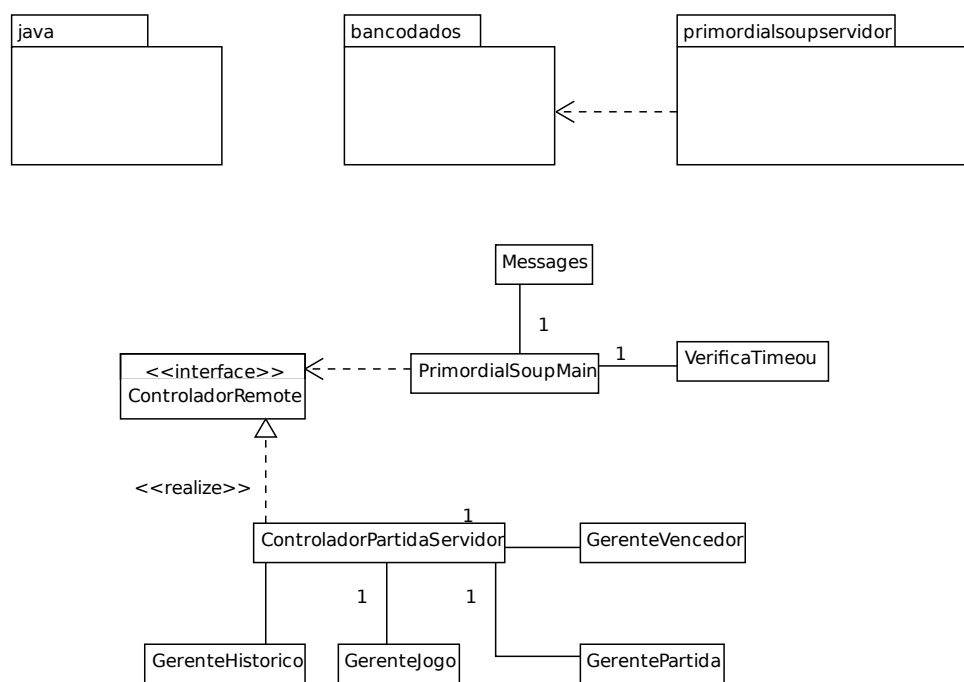 java
bancodados
primordialsoupservidor
Messages
1
<<interface>>
ControladorRemote
PrimordialSoupMain
1
VerificaTimeou
<<realize>>
1
ControladorPartidaServidor
GerenteVencedor
1
1
GerenteHistorico
GerenteJogo
GerentePartida